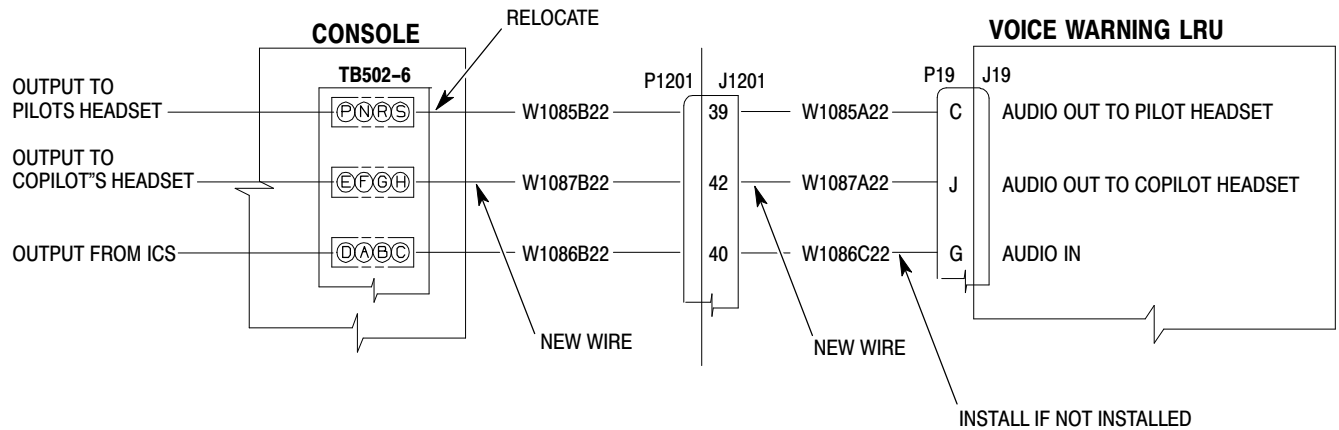 RELOCATE
CONSOLE
VOICE WARNING LRU
TB502-6
P1201 J1201
P19 J19
OUTPUT TO
PILOTS HEADSET
PNRS
W1085B22
39
W1085A22
C
AUDIO OUT TO PILOT HEADSET
OUTPUT TO
COPILOT"S HEADSET
EFGH
W1087B22
42
W1087A22
J
AUDIO OUT TO COPILOT HEADSET
OUTPUT FROM ICS
DABC
W1086B22
40
W1086C22
G
AUDIO IN
NEW WIRE
NEW WIRE
INSTALL IF NOT INSTALLED